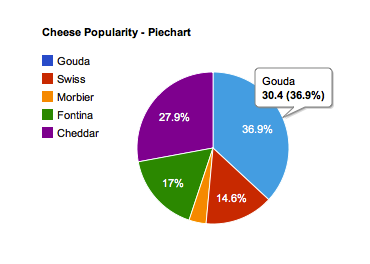 Cheese Popularity - Piechart
Gouda
Swiss
Morbier
Fontina
Cheddar
Gouda
30.4 (36.9%)
27.9%
36.9%
17%
14.6%